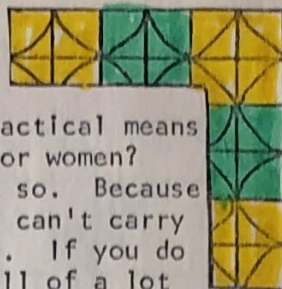 actical means
or women?
so. Because
can't carry
. If you do
ll of a lot